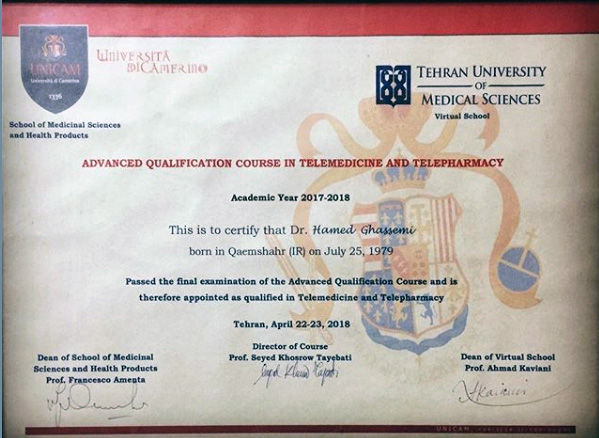 UNICAM
Università di Camerino
1336
UNIVERSITÀ
DI CAMERINO
School of Medicinal Sciences
and Health Products
TEHRAN UNIVERSITY
OF
MEDICAL SCIENCES
Virtual School
ADVANCED QUALIFICATION COURSE IN TELEMEDICINE AND TELEPHARMACY
Academic Year 2017-2018
This is to certify that Dr. Hamed Ghassemi
born in Qaemshahr (IR) on July 25, 1979
Passed the final examination of the Advanced Qualification Course and is
therefore appointed as qualified in Telemedicine and Telepharmacy
Tehran, April 22-23, 2018
Dean of School of Medicinal
Sciences and Health Products
Prof. Francesco Amenta
Director of Course
Prof. Seyed Khosrow Tayebati
Dean of Virtual School
Prof. Ahmad Kaviani
UNICAM